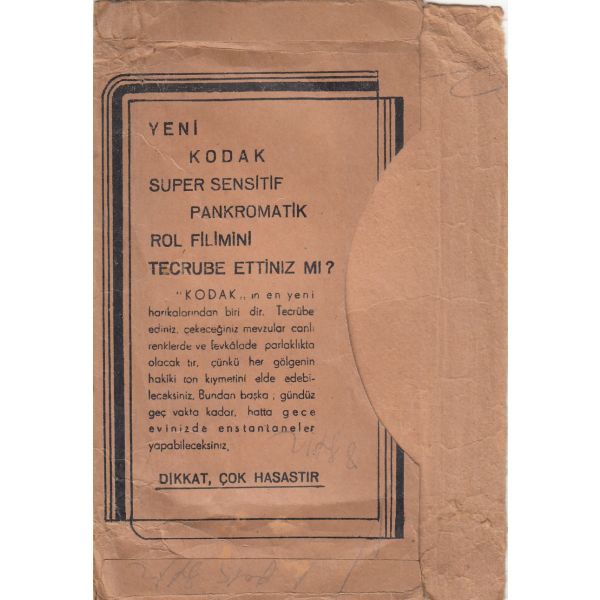 YENİ
KODAK
SUPER SENSİTİF
PANKROMATİK
ROL FİLİMİNİ
TECRUBE ETTİNİZ MI?
"KODAK,, ın en yeni
harikalarından biri dir. Tecrübe
ediniz, çekeceğiniz mevzular canlı
renklerde ve fevkâlade parlaklıkta
olacak tır, çünkü her gölgenin
hakiki ton kıymetini elde edebi-
leceksiniz. Bundan başka ; gündüz
geç vakta kadar, hatta gece
evinizde enstantaneler
yapabileceksiniz,
DİKKAT, ÇOK HASASTIR